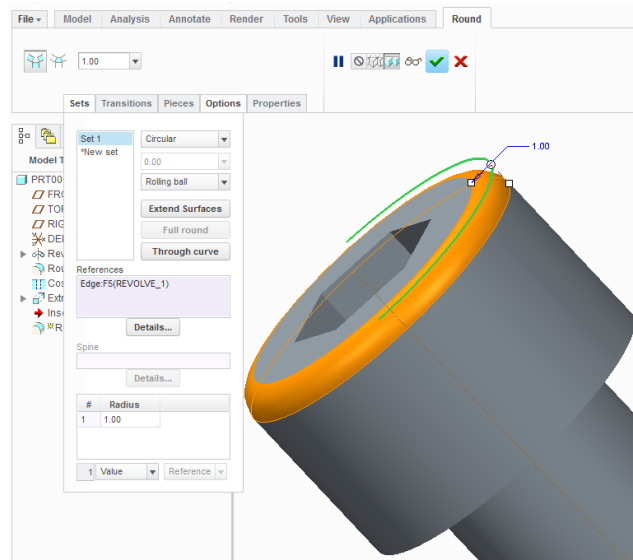 File Model Analysis Annotate Render Tools View Applications Round
1.00
Sets Transitions Pieces Options Properties
Set 1
*New set
Circular
0.00
Rolling ball
Extend Surfaces
Full round
Through curve
References
Edge:F5(REVOLVE_1)
Details...
Spine
Details...
# Radius
1 1.00
1 Value Reference
Model T
PRT00
FRO
TOP
RIG
Rev
Rou
Cos
Extr
Inse
*R
1.00